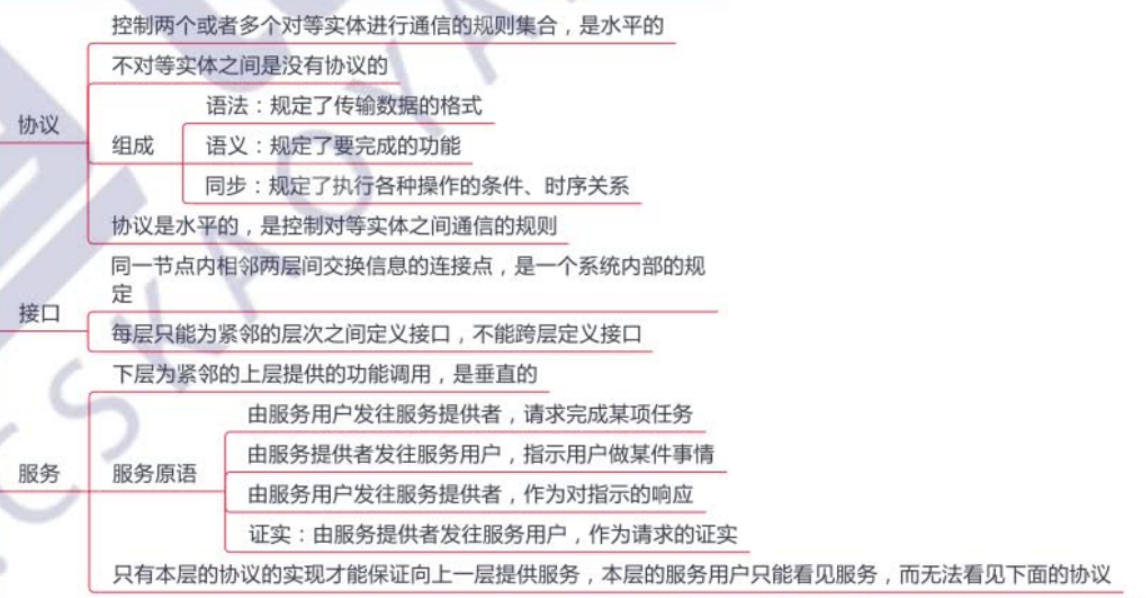 控制两个或者多个对等实体进行通信的规则集合，是水平的
不对等实体之间是没有协议的
协议
组成
语法：规定了传输数据的格式
语义：规定了要完成的功能
同步：规定了执行各种操作的条件、时序关系
协议是水平的，是控制对等实体之间通信的规则
接口
同一节点内相邻两层间交换信息的连接点，是一个系统内部的规
定
每层只能为紧邻的层次之间定义接口，不能跨层定义接口
服务
下层为紧邻的上层提供的功能调用，是垂直的
服务原语
由服务用户发往服务提供者，请求完成某项任务
由服务提供者发往服务用户，指示用户做某件事情
由服务用户发往服务提供者，作为对指示的响应
证实：由服务提供者发往服务用户，作为请求的证实
只有本层的协议的实现才能保证向上一层提供服务，本层的服务用户只能看见服务，而无法看见下面的协议
CSKAOYA